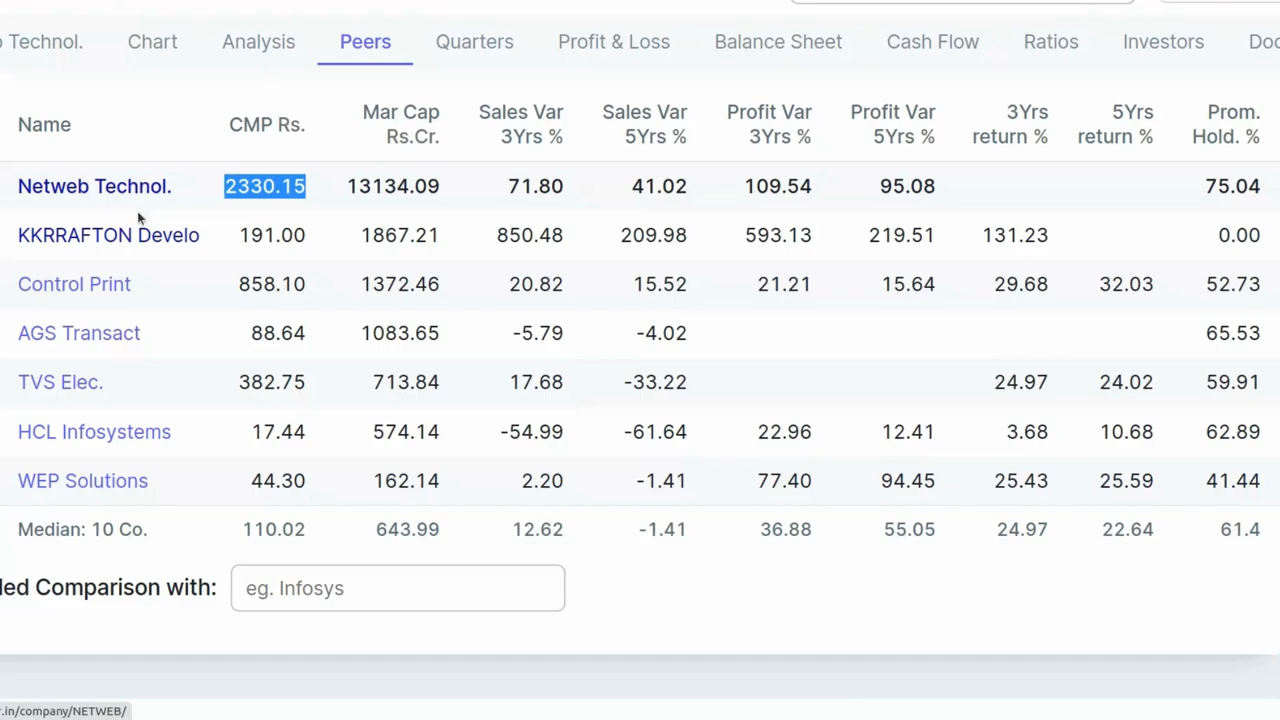 o Technol. Chart Analysis Peers Quarters Profit & Loss Balance Sheet Cash Flow Ratios Investors Doc
Name CMP Rs. Mar Cap Rs.Cr. Sales Var 3Yrs % Sales Var 5Yrs % Profit Var 3Yrs % Profit Var 5Yrs % 3Yrs return % 5Yrs return % Prom. Hold. %
Netweb Technol. 2330.15 13134.09 71.80 41.02 109.54 95.08 75.04
KKRRAFTON Develo 191.00 1867.21 850.48 209.98 593.13 219.51 131.23 0.00
Control Print 858.10 1372.46 20.82 15.52 21.21 15.64 29.68 32.03 52.73
AGS Transact 88.64 1083.65 -5.79 -4.02 65.53
TVS Elec. 382.75 713.84 17.68 -33.22 24.97 24.02 59.91
HCL Infosystems 17.44 574.14 -54.99 -61.64 22.96 12.41 3.68 10.68 62.89
WEP Solutions 44.30 162.14 2.20 -1.41 77.40 94.45 25.43 25.59 41.44
Median: 10 Co. 110.02 643.99 12.62 -1.41 36.88 55.05 24.97 22.64 61.4
led Comparison with: eg. Infosys
r.in/company/NETWEB/